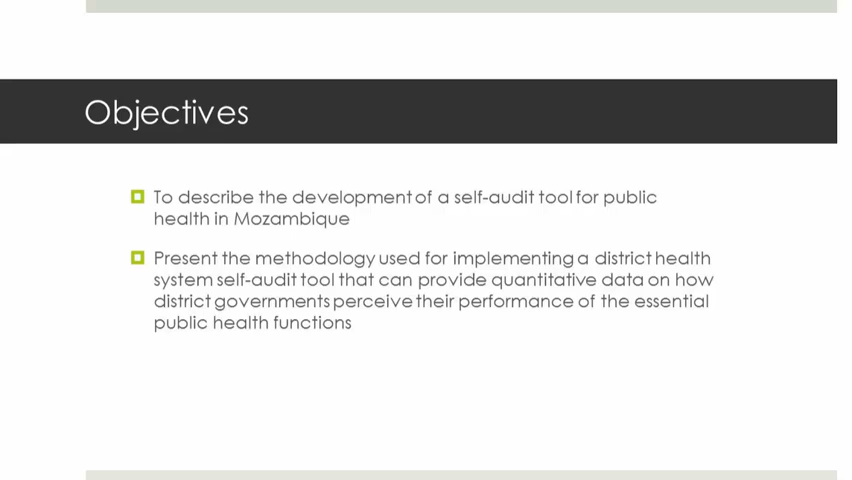 Objectives
To describe the development of a self-audit tool for public
health in Mozambique
Present the methodology used for implementing a district health
system self-audit tool that can provide quantitative data on how
district governments perceive their performance of the essential
public health functions